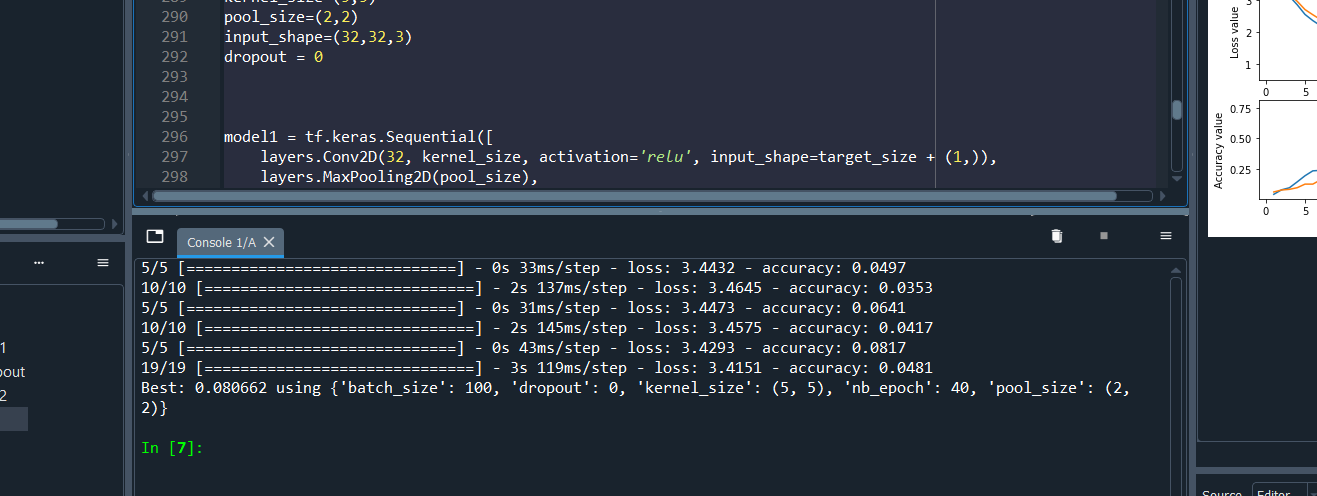 290 pool_size=(2,2)
291 input_shape=(32,32,3)
292 dropout = 0
293
294
295
296 model1 = tf.keras.Sequential([
297 layers.Conv2D(32, kernel_size, activation='relu', input_shape=target_size + (1,)),
298 layers.MaxPooling2D(pool_size),
Console 1/A
5/5 [==============================] - 0s 33ms/step - loss: 3.4432 - accuracy: 0.0497
10/10 [==============================] - 2s 137ms/step - loss: 3.4645 - accuracy: 0.0353
5/5 [==============================] - 0s 31ms/step - loss: 3.4473 - accuracy: 0.0641
10/10 [==============================] - 2s 145ms/step - loss: 3.4575 - accuracy: 0.0417
5/5 [==============================] - 0s 43ms/step - loss: 3.4293 - accuracy: 0.0817
19/19 [==============================] - 3s 119ms/step - loss: 3.4151 - accuracy: 0.0481
Best: 0.080662 using {'batch_size': 100, 'dropout': 0, 'kernel_size': (5, 5), 'nb_epoch': 40, 'pool_size': (2,
2)}
In [7]:
1
out
2
Loss value
3
2
1
0 5
Accuracy value
0.75
0.50
0.25
0 5
Source Editor